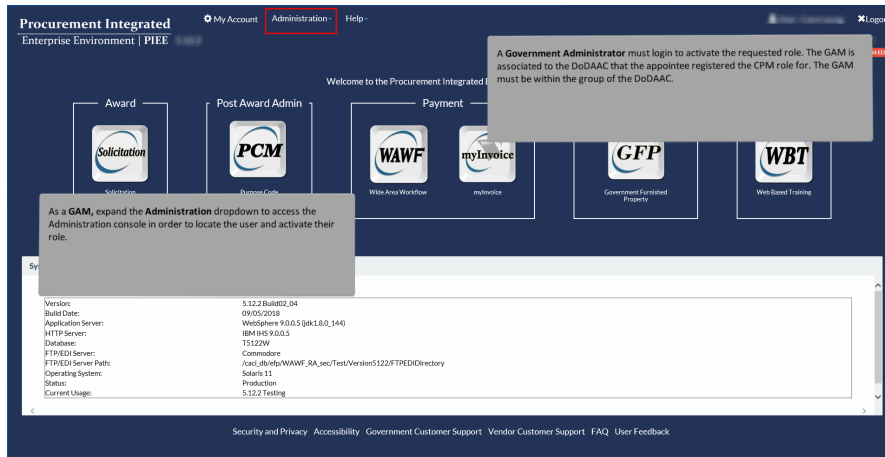 Procurement Integrated
Enterprise Environment | PIEE
My Account Administration Help
Logou
A Government Administrator must login to activate the requested role. The GAM is
associated to the DoDAAC that the appointee registered the CPM role for. The GAM
must be within the group of the DoDAAC.
Welcome to the Procurement Integrated E
Award
Post Award Admin
Payment
Solicitation
PCM
WAWF
myInvoice
GFP
WBT
Solicitation
Purpose Code
Wide Area Workflow
myInvoice
Government Furnished
Property
Web Based Training
As a GAM, expand the Administration dropdown to access the
Administration console in order to locate the user and activate their
role.
Sy
Version: 5.12.2 Build02_04
Build Date: 09/05/2018
Application Server: WebSphere 9.0.0.5 (jdk1.8.0_144)
HTTP Server: IBM IHS 9.0.0.5
Database: T5122W
FTP/EDI Server: Commodore
FTP/EDI Server Path: /caci_db/efp/WAWF_RA_sec/Test/Version5122/FTPEDIDirectory
Operating System: Solaris 11
Status: Production
Current Usage: 5.12.2 Testing
Security and Privacy Accessibility Government Customer Support Vendor Customer Support FAQ User Feedback